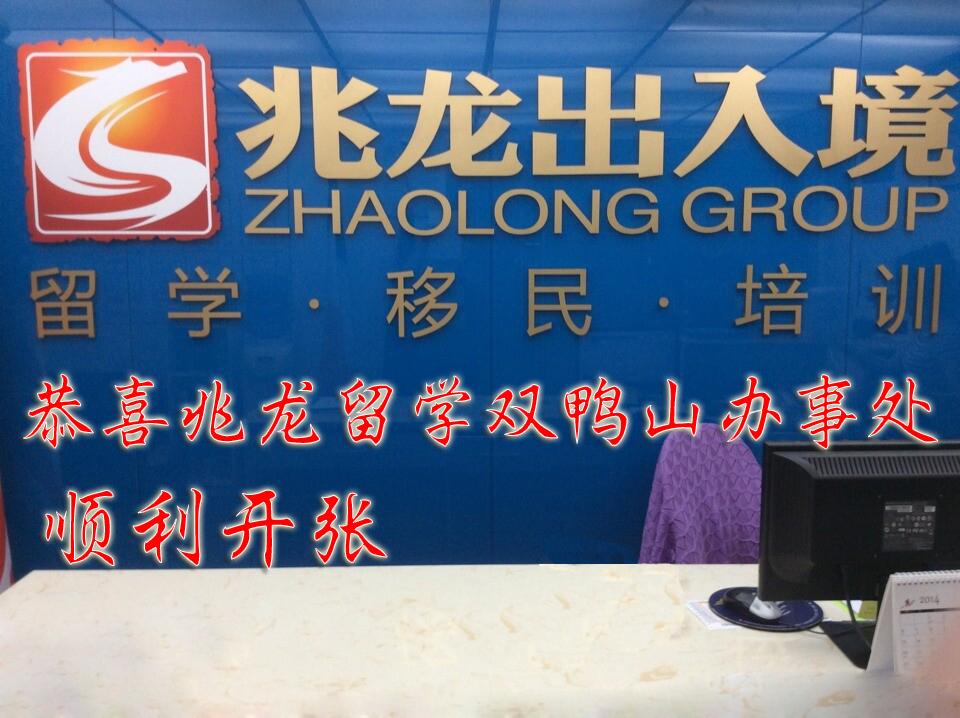 兆龙出入境
ZHAOLONG GROUP
留学·移民·培训
恭喜兆龙留学双鸭山办事处
顺利开张
2014